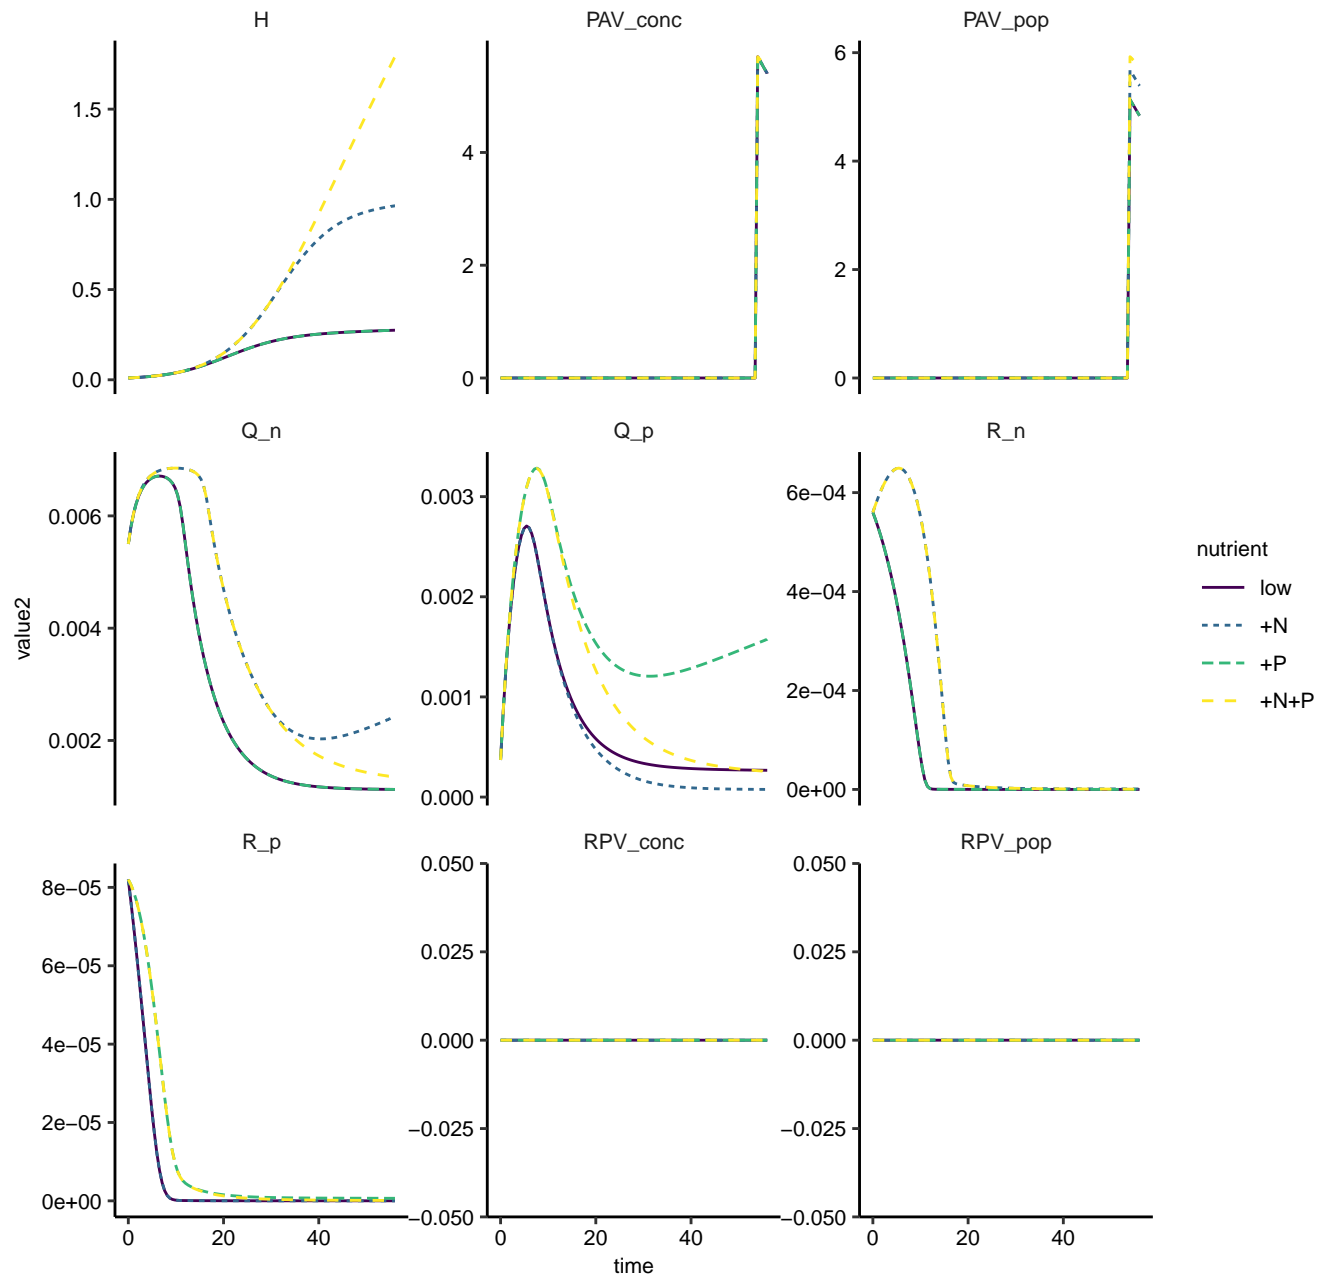 H PAV_conc PAV_pop
1.5
1.0
0.5
0.0
4
2
0
6
4
2
0
Q_n Q_p R_n
0.006
0.004
0.002
0.003
0.002
0.001
0.000
6e−04
4e−04
2e−04
0e+00
R_p RPV_conc RPV_pop
8e−05
6e−05
4e−05
2e−05
0e+00
0.050
0.025
0.000
−0.025
−0.050
0.050
0.025
0.000
−0.025
−0.050
0 20 40
0 20 40
0 20 40
time
value2
nutrient
low
+N
+P
+N+P